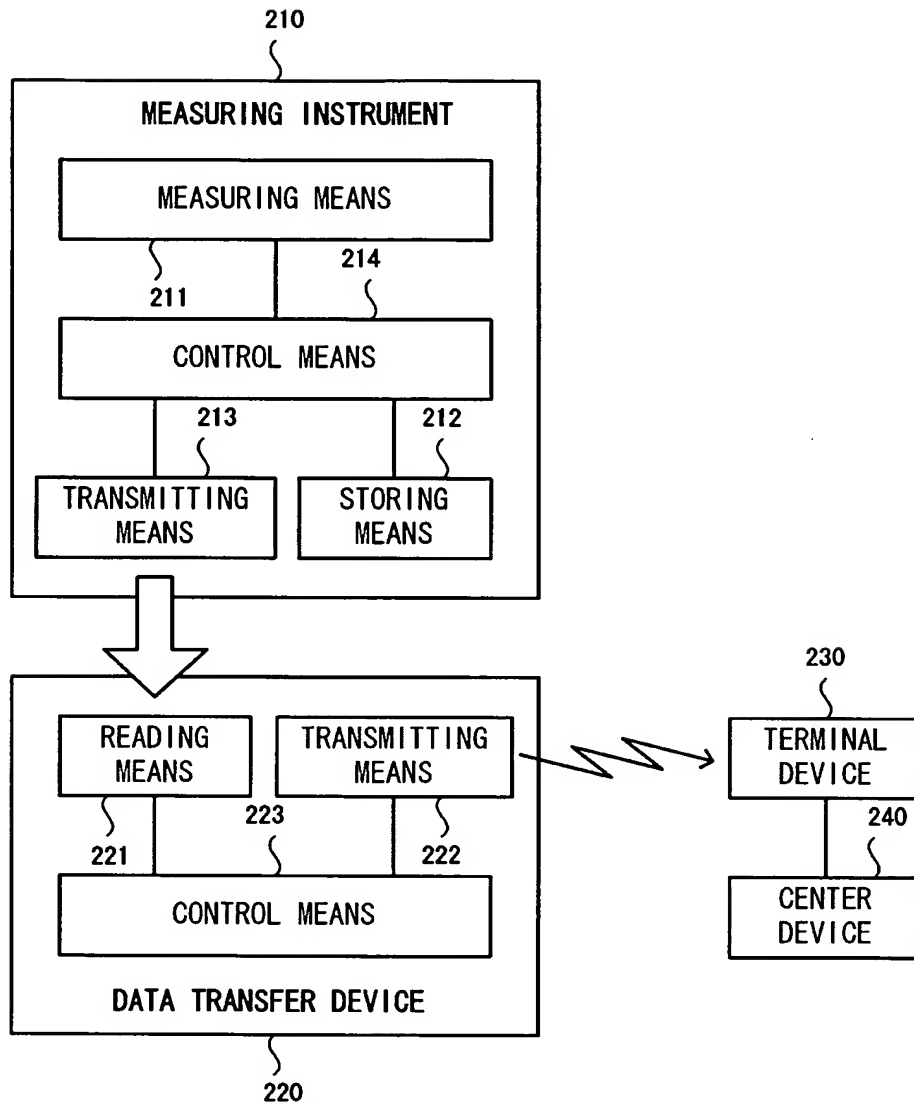 210
MEASURING INSTRUMENT
MEASURING MEANS
211
214
CONTROL MEANS
213
212
TRANSMITTING
MEANS
STORING
MEANS
READING
MEANS
TRANSMITTING
MEANS
221
223
222
CONTROL MEANS
DATA TRANSFER DEVICE
220
230
TERMINAL
DEVICE
240
CENTER
DEVICE